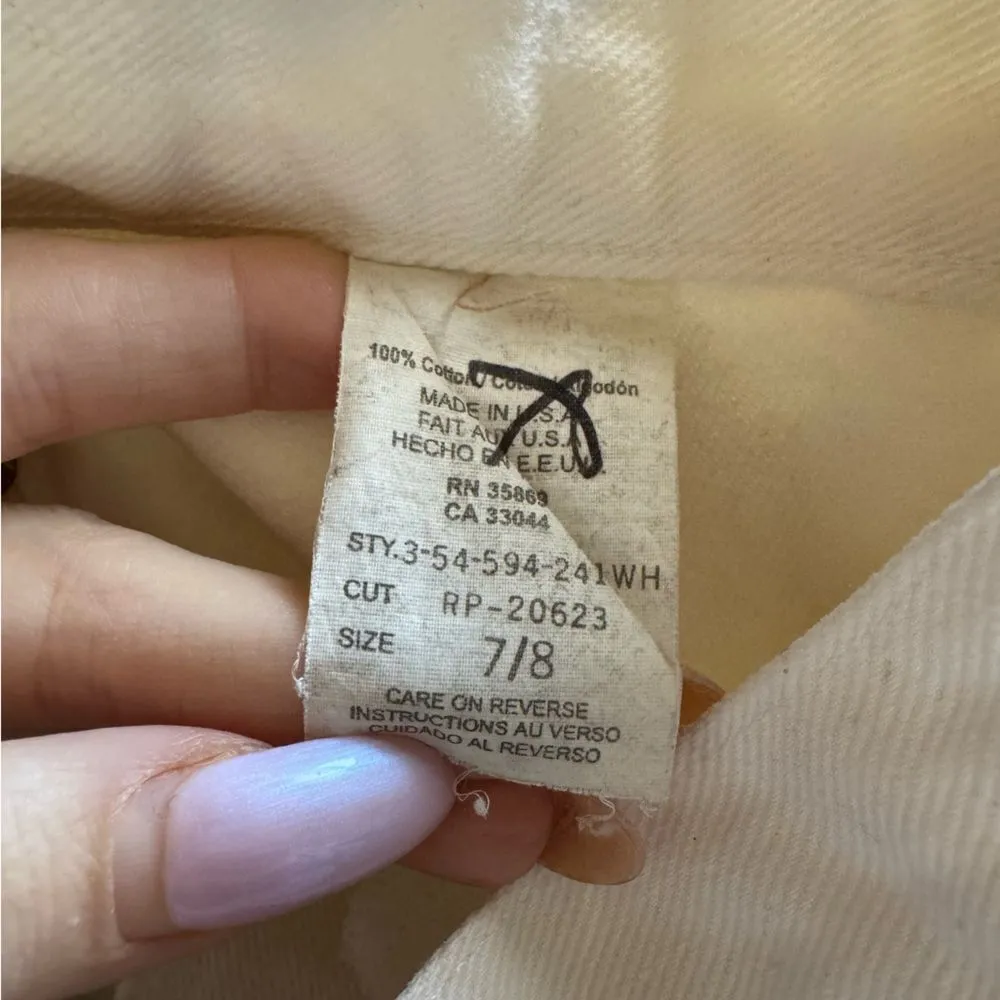 100% Cotton / Coton / Algodón
MADE IN U.S.A.
FAIT AUX U.S.A.
HECHO EN E.E.U.U.
RN 35869
CA 33044
STY.3-54-594-241WH
CUT RP-20623
SIZE 7/8
CARE ON REVERSE
INSTRUCTIONS AU VERSO
CUIDADO AL REVERSO